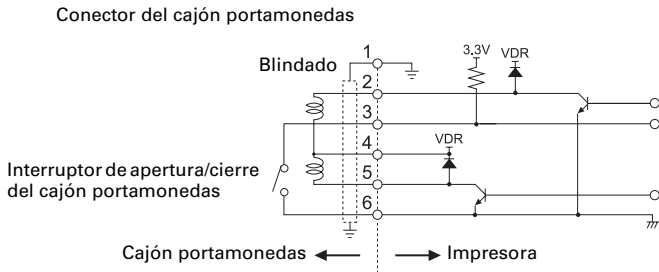 Conector del cajón portamonedas
Blindado
1
2
3
4
5
6
3.3V
VDR
VDR
Interruptor de apertura/cierre
del cajón portamonedas
Cajón portamonedas
Impresora